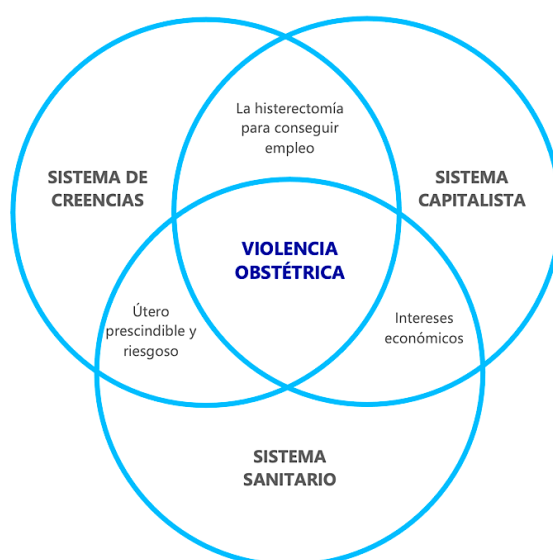 La histerectomía
para conseguir
empleo
SISTEMA DE
CREENCIAS
SISTEMA
CAPITALISTA
VIOLENCIA
OBSTÉTRICA
Útero
prescindible y
riesgoso
Intereses
económicos
SISTEMA
SANITARIO